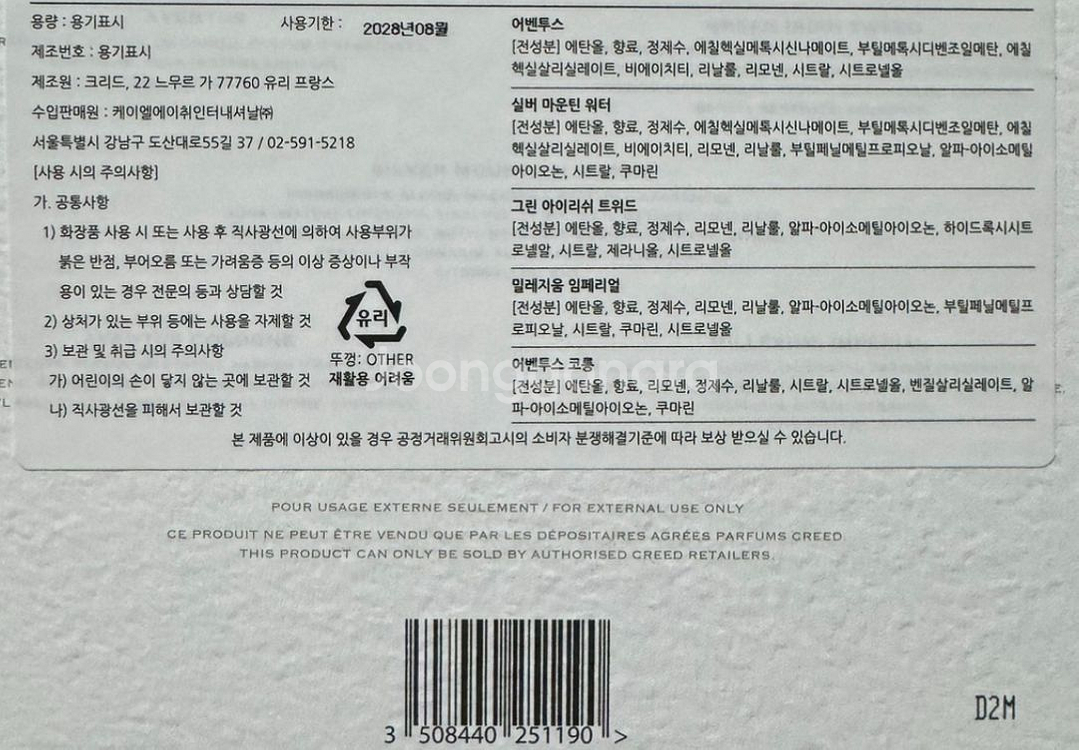 용량 : 용기표시 사용기한 : 2028년08월
제조번호 : 용기표시
제조원 : 크리드, 22 느무르 가 77760 유리 프랑스
수입판매원 : 케이엘에이취인터내셔날㈜
서울특별시 강남구 도산대로55길 37 / 02-591-5218
[사용 시의 주의사항]
가. 공통사항
1) 화장품 사용 시 또는 사용 후 직사광선에 의하여 사용부위가
붉은 반점, 부어오름 또는 가려움증 등의 이상 증상이나 부작
용이 있는 경우 전문의 등과 상담할 것
2) 상처가 있는 부위 등에는 사용을 자제할 것
3) 보관 및 취급 시의 주의사항
가) 어린이의 손이 닿지 않는 곳에 보관할 것
나) 직사광선을 피해서 보관할 것
유리
뚜껑: OTHER
재활용 어려움
어벤투스
[전성분] 에탄올, 향료, 정제수, 에칠헥실메톡시신나메이트, 부틸메톡시디벤조일메탄, 에칠
헥실살리실레이트, 비에이치티, 리날룰, 리모넨, 시트랄, 시트로넬올
실버 마운틴 워터
[전성분] 에탄올, 향료, 정제수, 에칠헥실메톡시신나메이트, 부틸메톡시디벤조일메탄, 에칠
헥실살리실레이트, 비에이치티, 리모넨, 리날룰, 부틸페닐메틸프로피오날, 알파-아이소메틸
아이오논, 시트랄, 쿠마린
그린 아이리쉬 트위드
[전성분] 에탄올, 향료, 정제수, 리모넨, 리날룰, 알파-아이소메틸아이오논, 하이드록시시트
로넬알, 시트랄, 제라니올, 시트로넬올
밀레지움 임페리얼
[전성분] 에탄올, 향료, 정제수, 리모넨, 리날룰, 알파-아이소메틸아이오논, 부틸페닐메틸프
로피오날, 시트랄, 쿠마린, 시트로넬올
어벤투스 코롱
[전성분] 에탄올, 향료, 리모넨, 정제수, 리날룰, 시트랄, 시트로넬올, 벤질살리실레이트, 알
파-아이소메틸아이오논, 쿠마린
본 제품에 이상이 있을 경우 공정거래위원회고시의 소비자 분쟁해결기준에 따라 보상 받으실 수 있습니다.
POUR USAGE EXTERNE SEULEMENT / FOR EXTERNAL USE ONLY
CE PRODUIT NE PEUT ÊTRE VENDU QUE PAR LES DÉPOSITAIRES AGRÉÉS PARFUMS CREED.
THIS PRODUCT CAN ONLY BE SOLD BY AUTHORISED CREED RETAILERS.
D2M
3 508440 251190 >